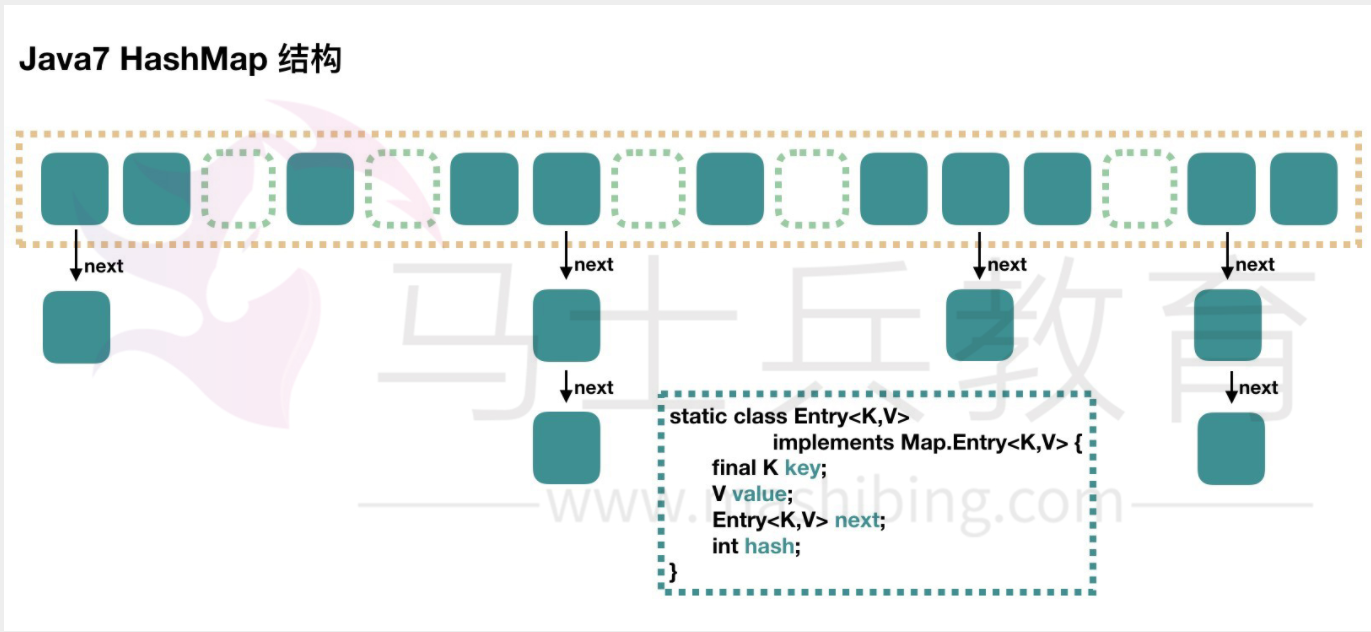 Java7 HashMap 结构
next
next
next
next
马士兵教育
next
next
static class Entry<K,V>
implements Map.Entry<K,V> {
final K key;
V value;
www.mashibing.com
Entry<K,V> next;
int hash;
}